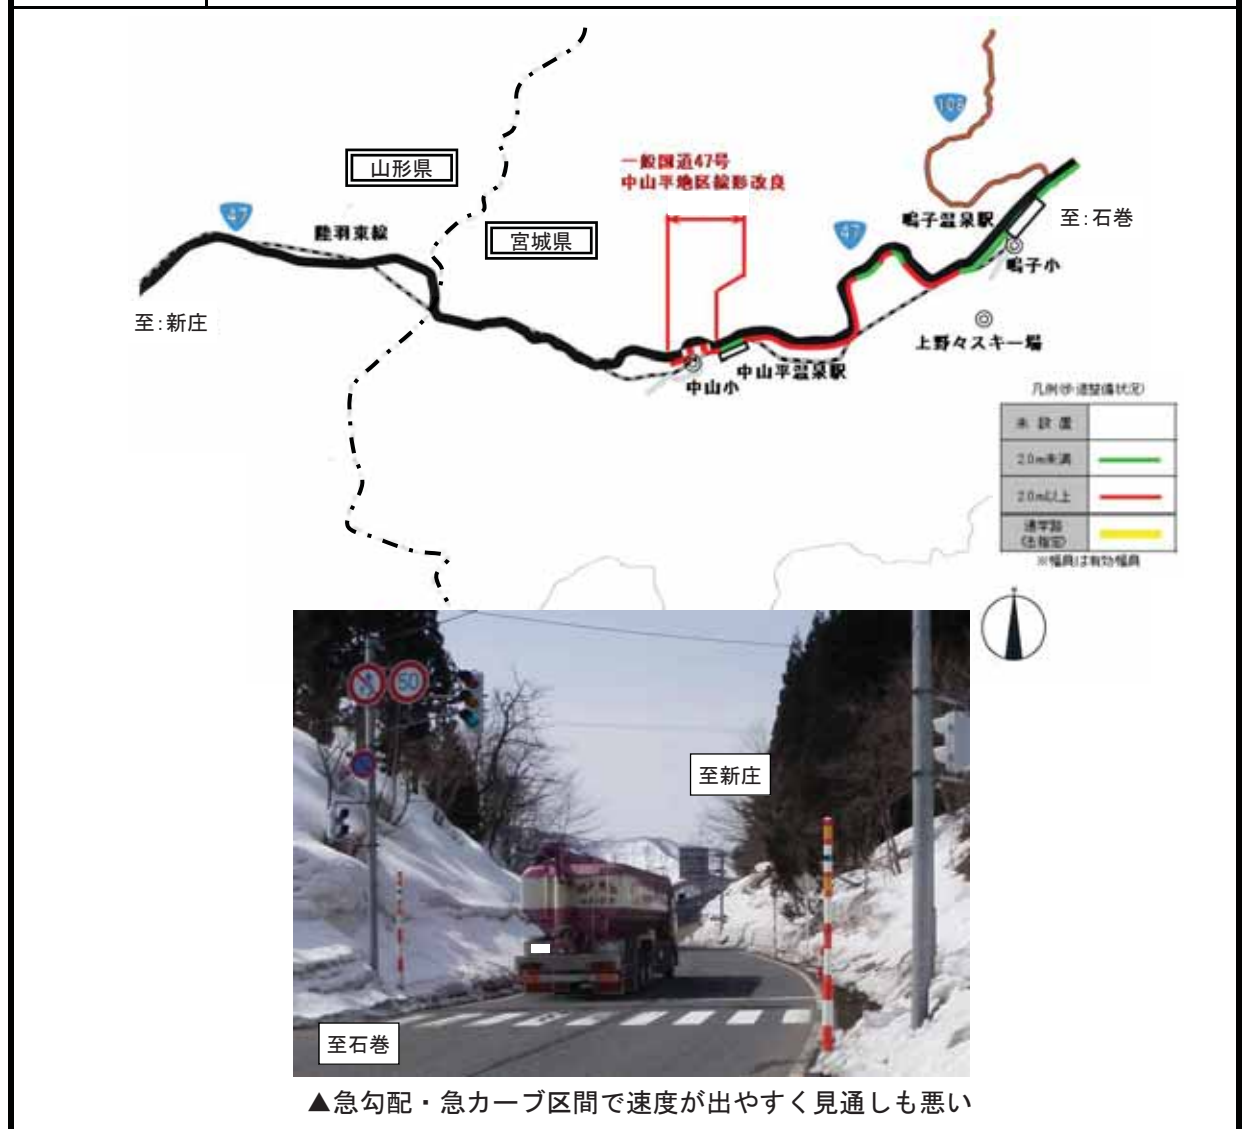 108
山形県
一般国道47号
中山平地区線形改良
47
陸羽東線
宮城県
47
鳴子温泉駅
至:石巻
鳴子小
至:新庄
上野々スキー場
中山平温泉駅
中山小
凡例(歩道整備状況)
未設置
2.0m未満
2.0m以上
通学路
(法指定)
※幅員は有効幅員
50
至新庄
至石巻
▲急勾配・急カーブ区間で速度が出やすく見通しも悪い